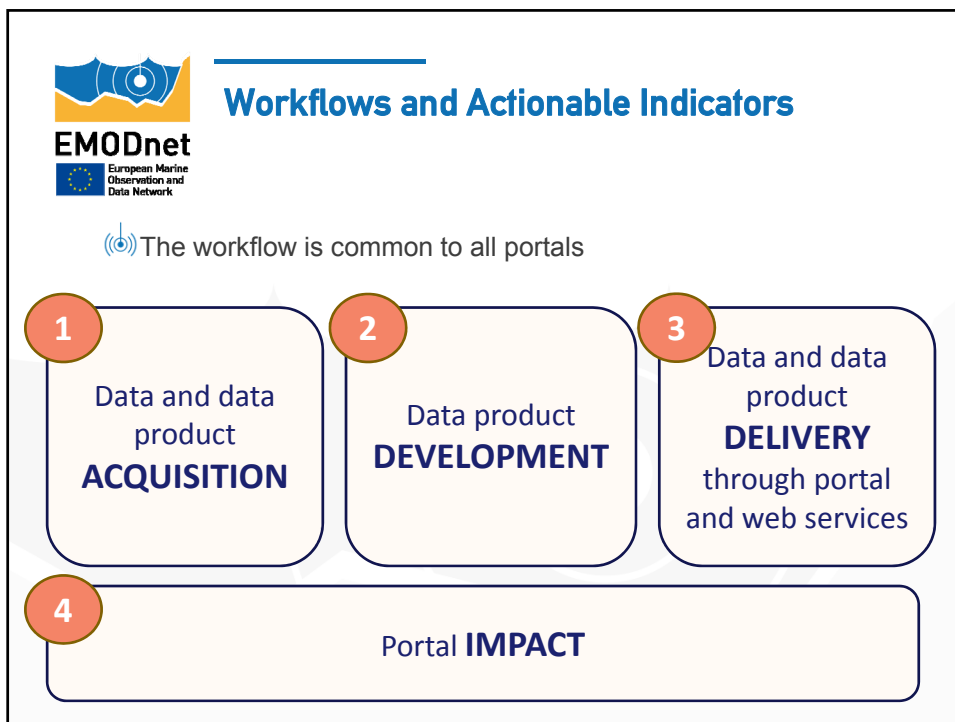 Workflows and Actionable Indicators
EMODnet
European Marine
Observation and
Data Network
The workflow is common to all portals
1
Data and data
product
ACQUISITION
2
Data product
DEVELOPMENT
3
Data and data
product
DELIVERY
through portal
and web services
4
Portal IMPACT